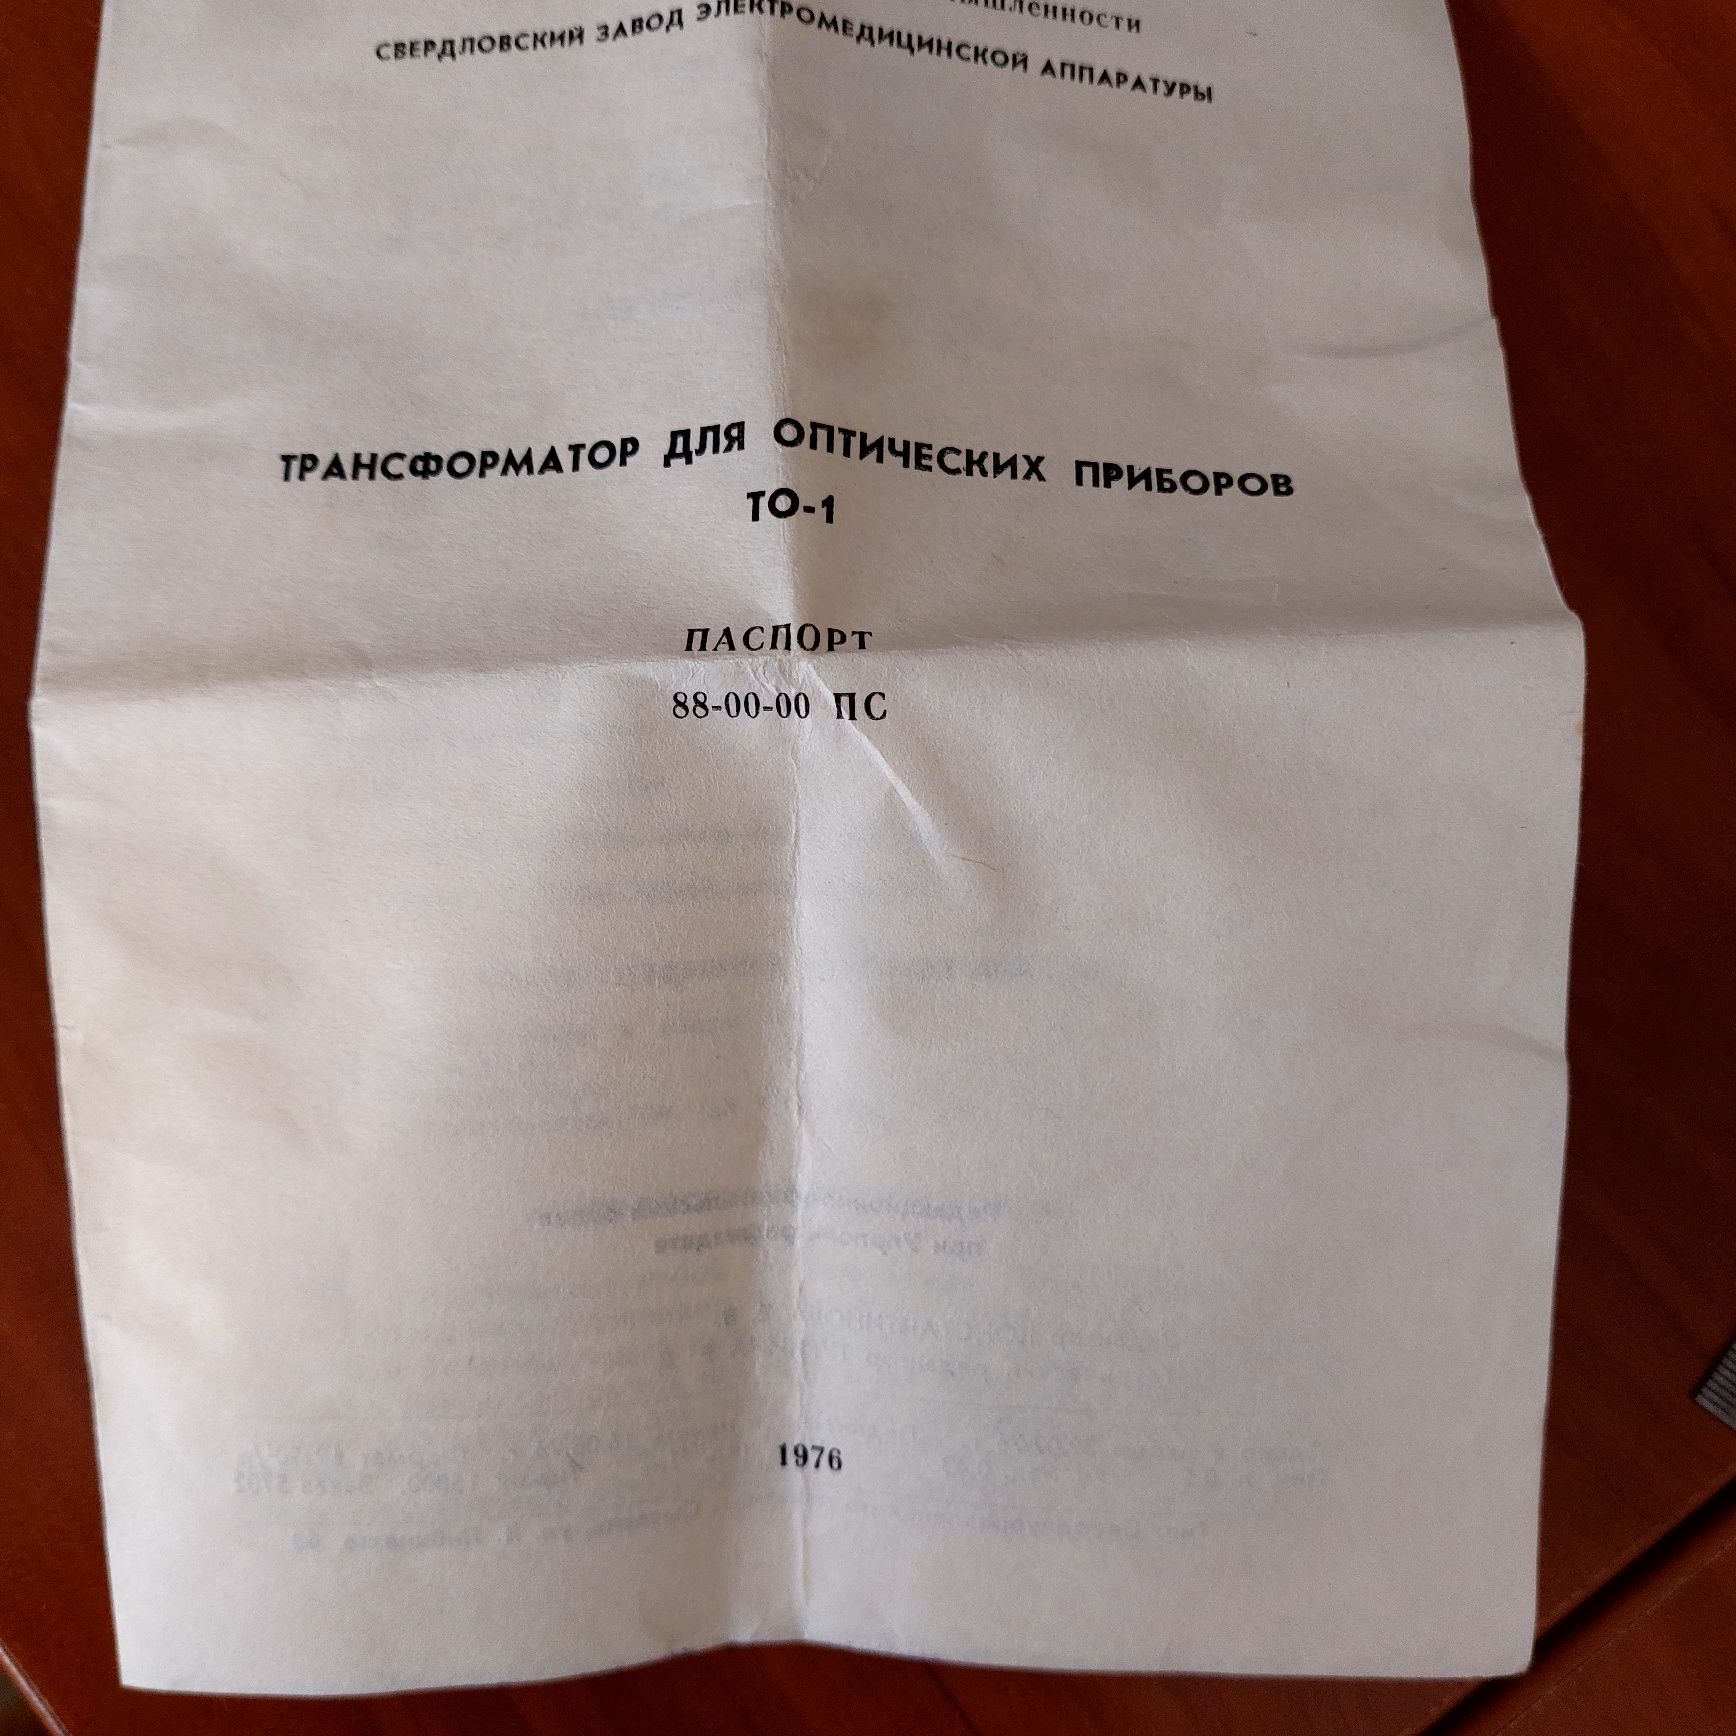 СВЕРДЛОВСКИЙ ЗАВОД ЭЛЕКТРОМЕДИЦИНСКОЙ АППАРАТУРЫ
ТРАНСФОРМАТОР ДЛЯ ОПТИЧЕСКИХ ПРИБОРОВ
ТО-1
ПАСПОРТ
88-00-00 ПС
1976